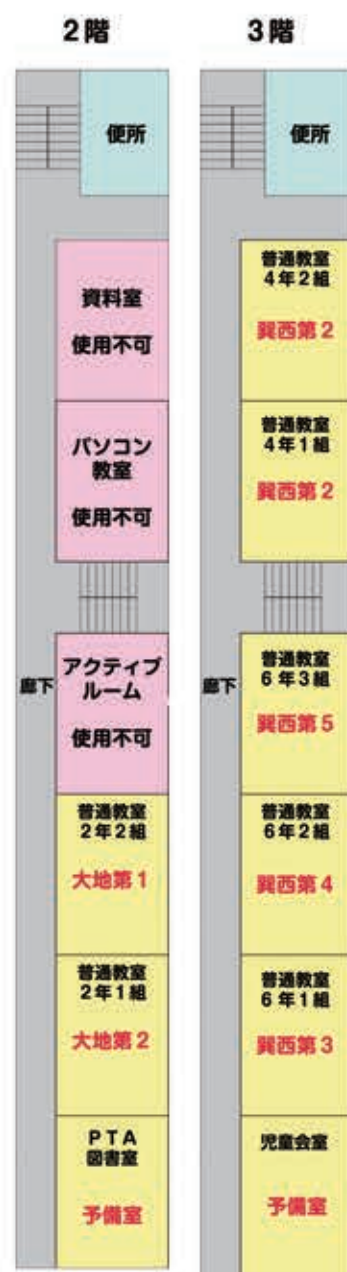 2階
便所
資料室
使用不可
パソコン
教室
使用不可
廊下
アクティブ
ルーム
使用不可
普通教室
2年2組
大地第1
普通教室
2年1組
大地第2
PTA
図書室
予備室
3階
便所
普通教室
4年2組
巽西第2
普通教室
4年1組
巽西第2
廊下
普通教室
6年3組
巽西第5
普通教室
6年2組
巽西第4
普通教室
6年1組
巽西第3
児童会室
予備室